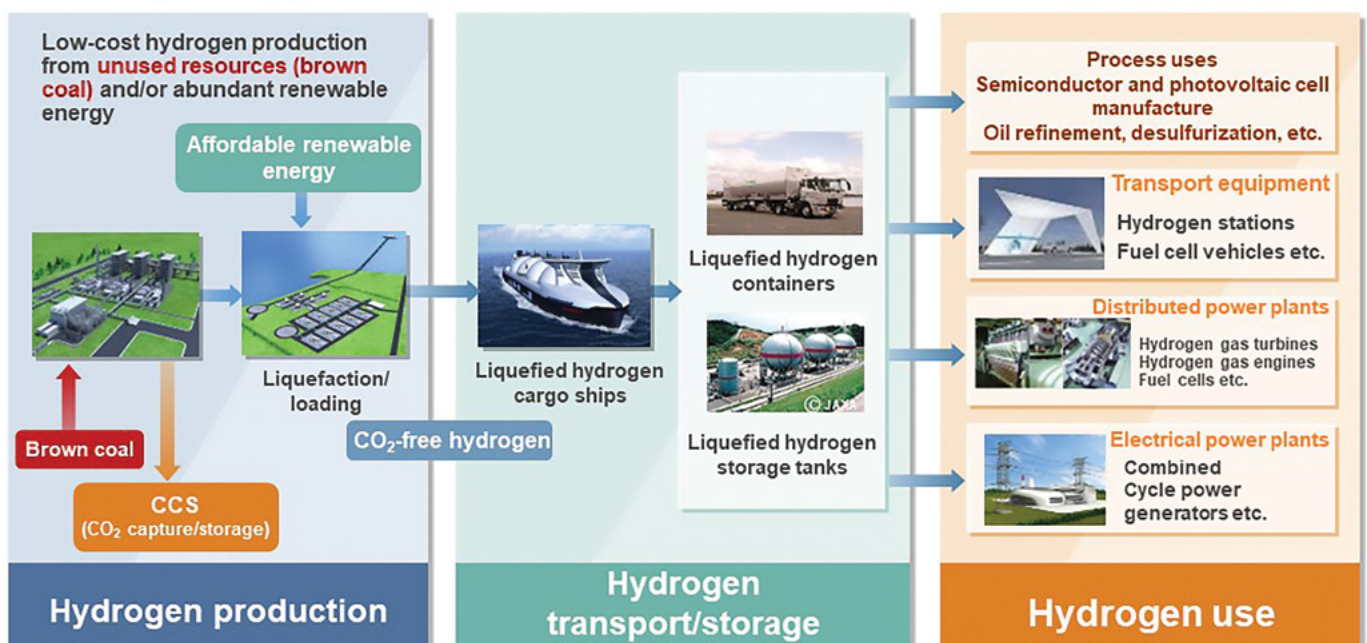 Low-cost hydrogen production
from unused resources (brown
coal) and/or abundant renewable
energy
Affordable renewable
energy
Liquefaction/
loading
Brown coal
CCS
(CO₂ capture/storage)
CO₂-free hydrogen
Hydrogen production
Liquefied hydrogen
cargo ships
Liquefied hydrogen
containers
© JAXA
Liquefied hydrogen
storage tanks
Hydrogen
transport/storage
Process uses
Semiconductor and photovoltaic cell
manufacture
Oil refinement, desulfurization, etc.
Transport equipment
Hydrogen stations
Fuel cell vehicles etc.
Distributed power plants
Hydrogen gas turbines
Hydrogen gas engines
Fuel cells etc.
Electrical power plants
Combined
Cycle power
generators etc.
Hydrogen use